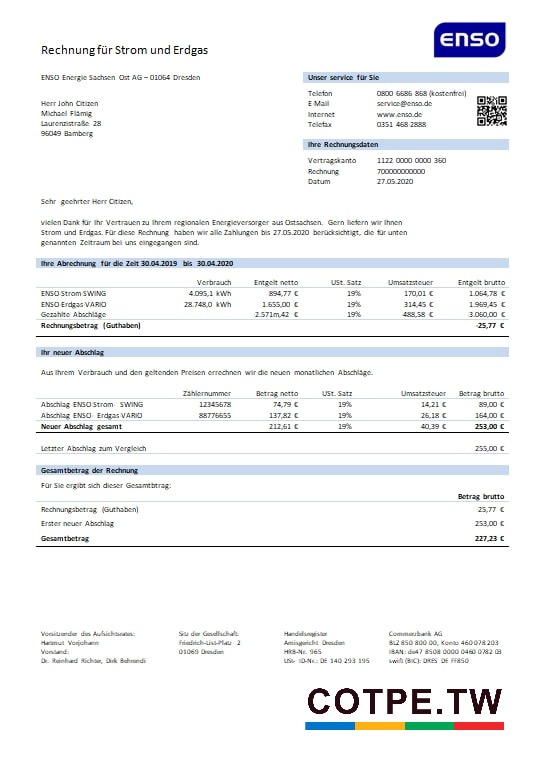 enso
Rechnung für Strom und Erdgas
ENSO Energie Sachsen Ost AG – 01064 Dresden
Unser service für Sie
Herr John Citizen
Michael Flämig
Laurenzistraße 28
96049 Bamberg
Telefon 0800 6686 868 (kostenfrei)
E-Mail service@enso.de
Internet www.enso.de
Telefax 0351 468 2888
Ihre Rechnungsdaten
Vertragskanto 1122 0000 0000 360
Rechnung 700000000000
Datum 27.05.2020
Sehr geehrter Herr Citizen,
vielen Dank für Ihr Vertrauen zu Ihrem regionalen Energieversorger aus Ostsachsen. Gern liefern wir Ihnen
Strom und Erdgas. Für diese Rechnung haben wir alle Zahlungen bis 27.05.2020 berücksichtigt, die für unten
genannten Zeitraum bei uns eingegangen sind.
Ihre Abrechnung für die Zeit 30.04.2019 bis 30.04.2020
Verbrauch Entgelt netto USt. Satz Umsatzsteuer Entgelt brutto
ENSO Strom SWING 4.095,1 kWh 894,77 € 19% 170,01 € 1.064,78 €
ENSO Erdgas VARIO 28.748,0 kWh 1.655,00 € 19% 314,45 € 1.969,45 €
Gezahlte Abschläge 2.571m,42 € 19% 488,58 € 3.060,00 €
Rechnungsbetrag (Guthaben) -25,77 €
Ihr neuer Abschlag
Aus Ihrem Verbrauch und den geltenden Preisen errechnen wir die neuen monatlichen Abschläge.
Zählernummer Betrag netto USt. Satz Umsatzsteuer Betrag brutto
Abschlag ENSO Strom- SWING 12345678 74,79 € 19% 14,21 € 89,00 €
Abschlag ENSO- Erdgas VARIO 88776655 137,82 € 19% 26,18 € 164,00 €
Neuer Abschlag gesamt 212,61 € 19% 40,39 € 253,00 €
Letzter Abschlag zum Vergleich 255,00 €
Gesamtbetrag der Rechnung
Für Sie ergibt sich dieser Gesamtbtrag:
Betrag brutto
Rechnungsbetrag (Guthaben) 25,77 €
Erster neuer Abschlag 253,00 €
Gesamtbetrag 227,23 €
Vorsitzender des Aufsichtsrates: Sitz der Gesellschaft: Handelsregister Commerzbank AG
Hartmut Vorjohann Friedrich-List-Platz 2 Amtsgericht Dresden BLZ 850 800 00, Konto 460 078 203
Vorstand: 01069 Dresden HRB-Nr. 965 IBAN: de47 8508 0000 0460 0782 03
Dr. Reinhard Richter, Dirk Behrendi USt- ID-Nr.: DE 140 293 195 swift (BIC): DRES DE FF850
COTPE.TW